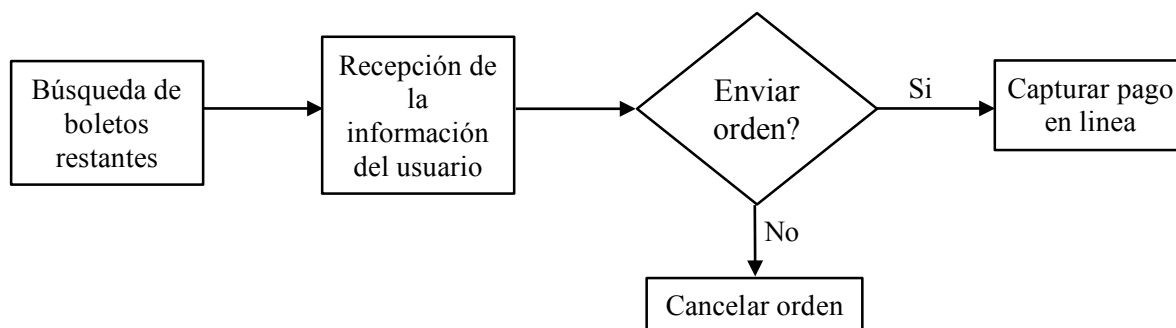 Búsqueda de
boletos
restantes
Recepción de
la
información
del usuario
Enviar
orden?
Si
Capturar pago
en linea
No
Cancelar orden